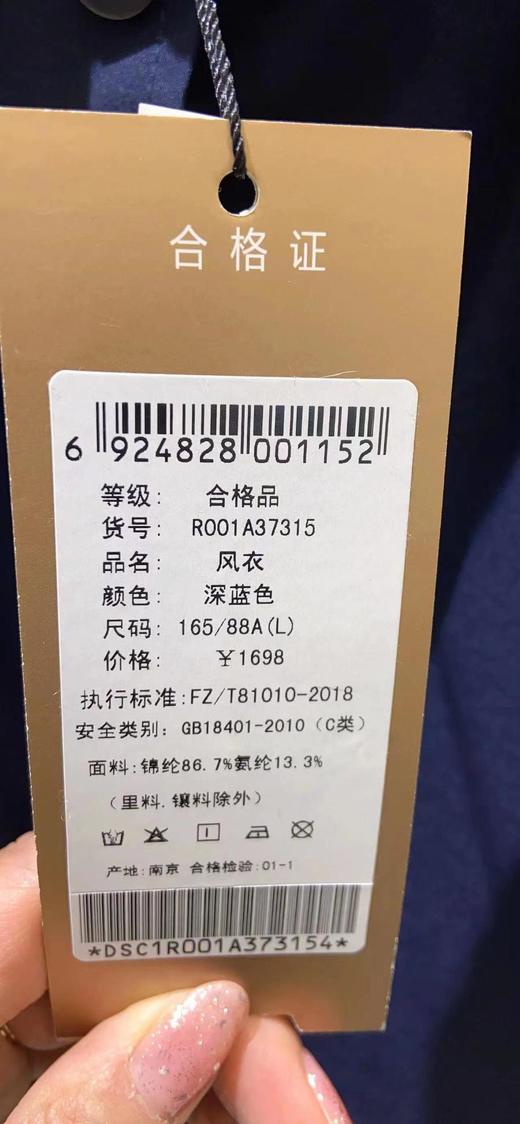 合格证
6 924828 001152
等级: 合格品
货号: R001A37315
品名: 风衣
颜色: 深蓝色
尺码: 165/88A(L)
价格: ￥1698
执行标准:FZ/T81010-2018
安全类别: GB18401-2010（C类）
面料:锦纶86.7%氨纶13.3%
（里料.镶料除外）
产地:南京 合格检验:01-1
*DSC1R001A373154*